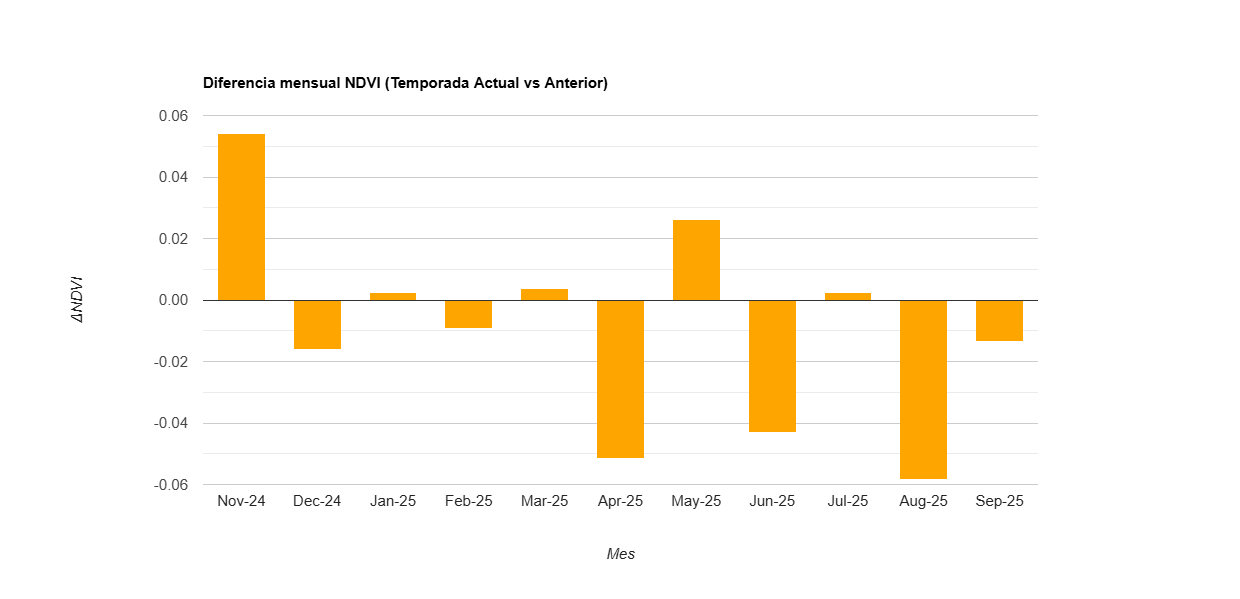 Diferencia mensual NDVI (Temporada Actual vs Anterior)
0.06
0.04
0.02
0.00
-0.02
-0.04
-0.06
ΔNDVI
Nov-24 Dec-24 Jan-25 Feb-25 Mar-25 Apr-25 May-25 Jun-25 Jul-25 Aug-25 Sep-25
Mes